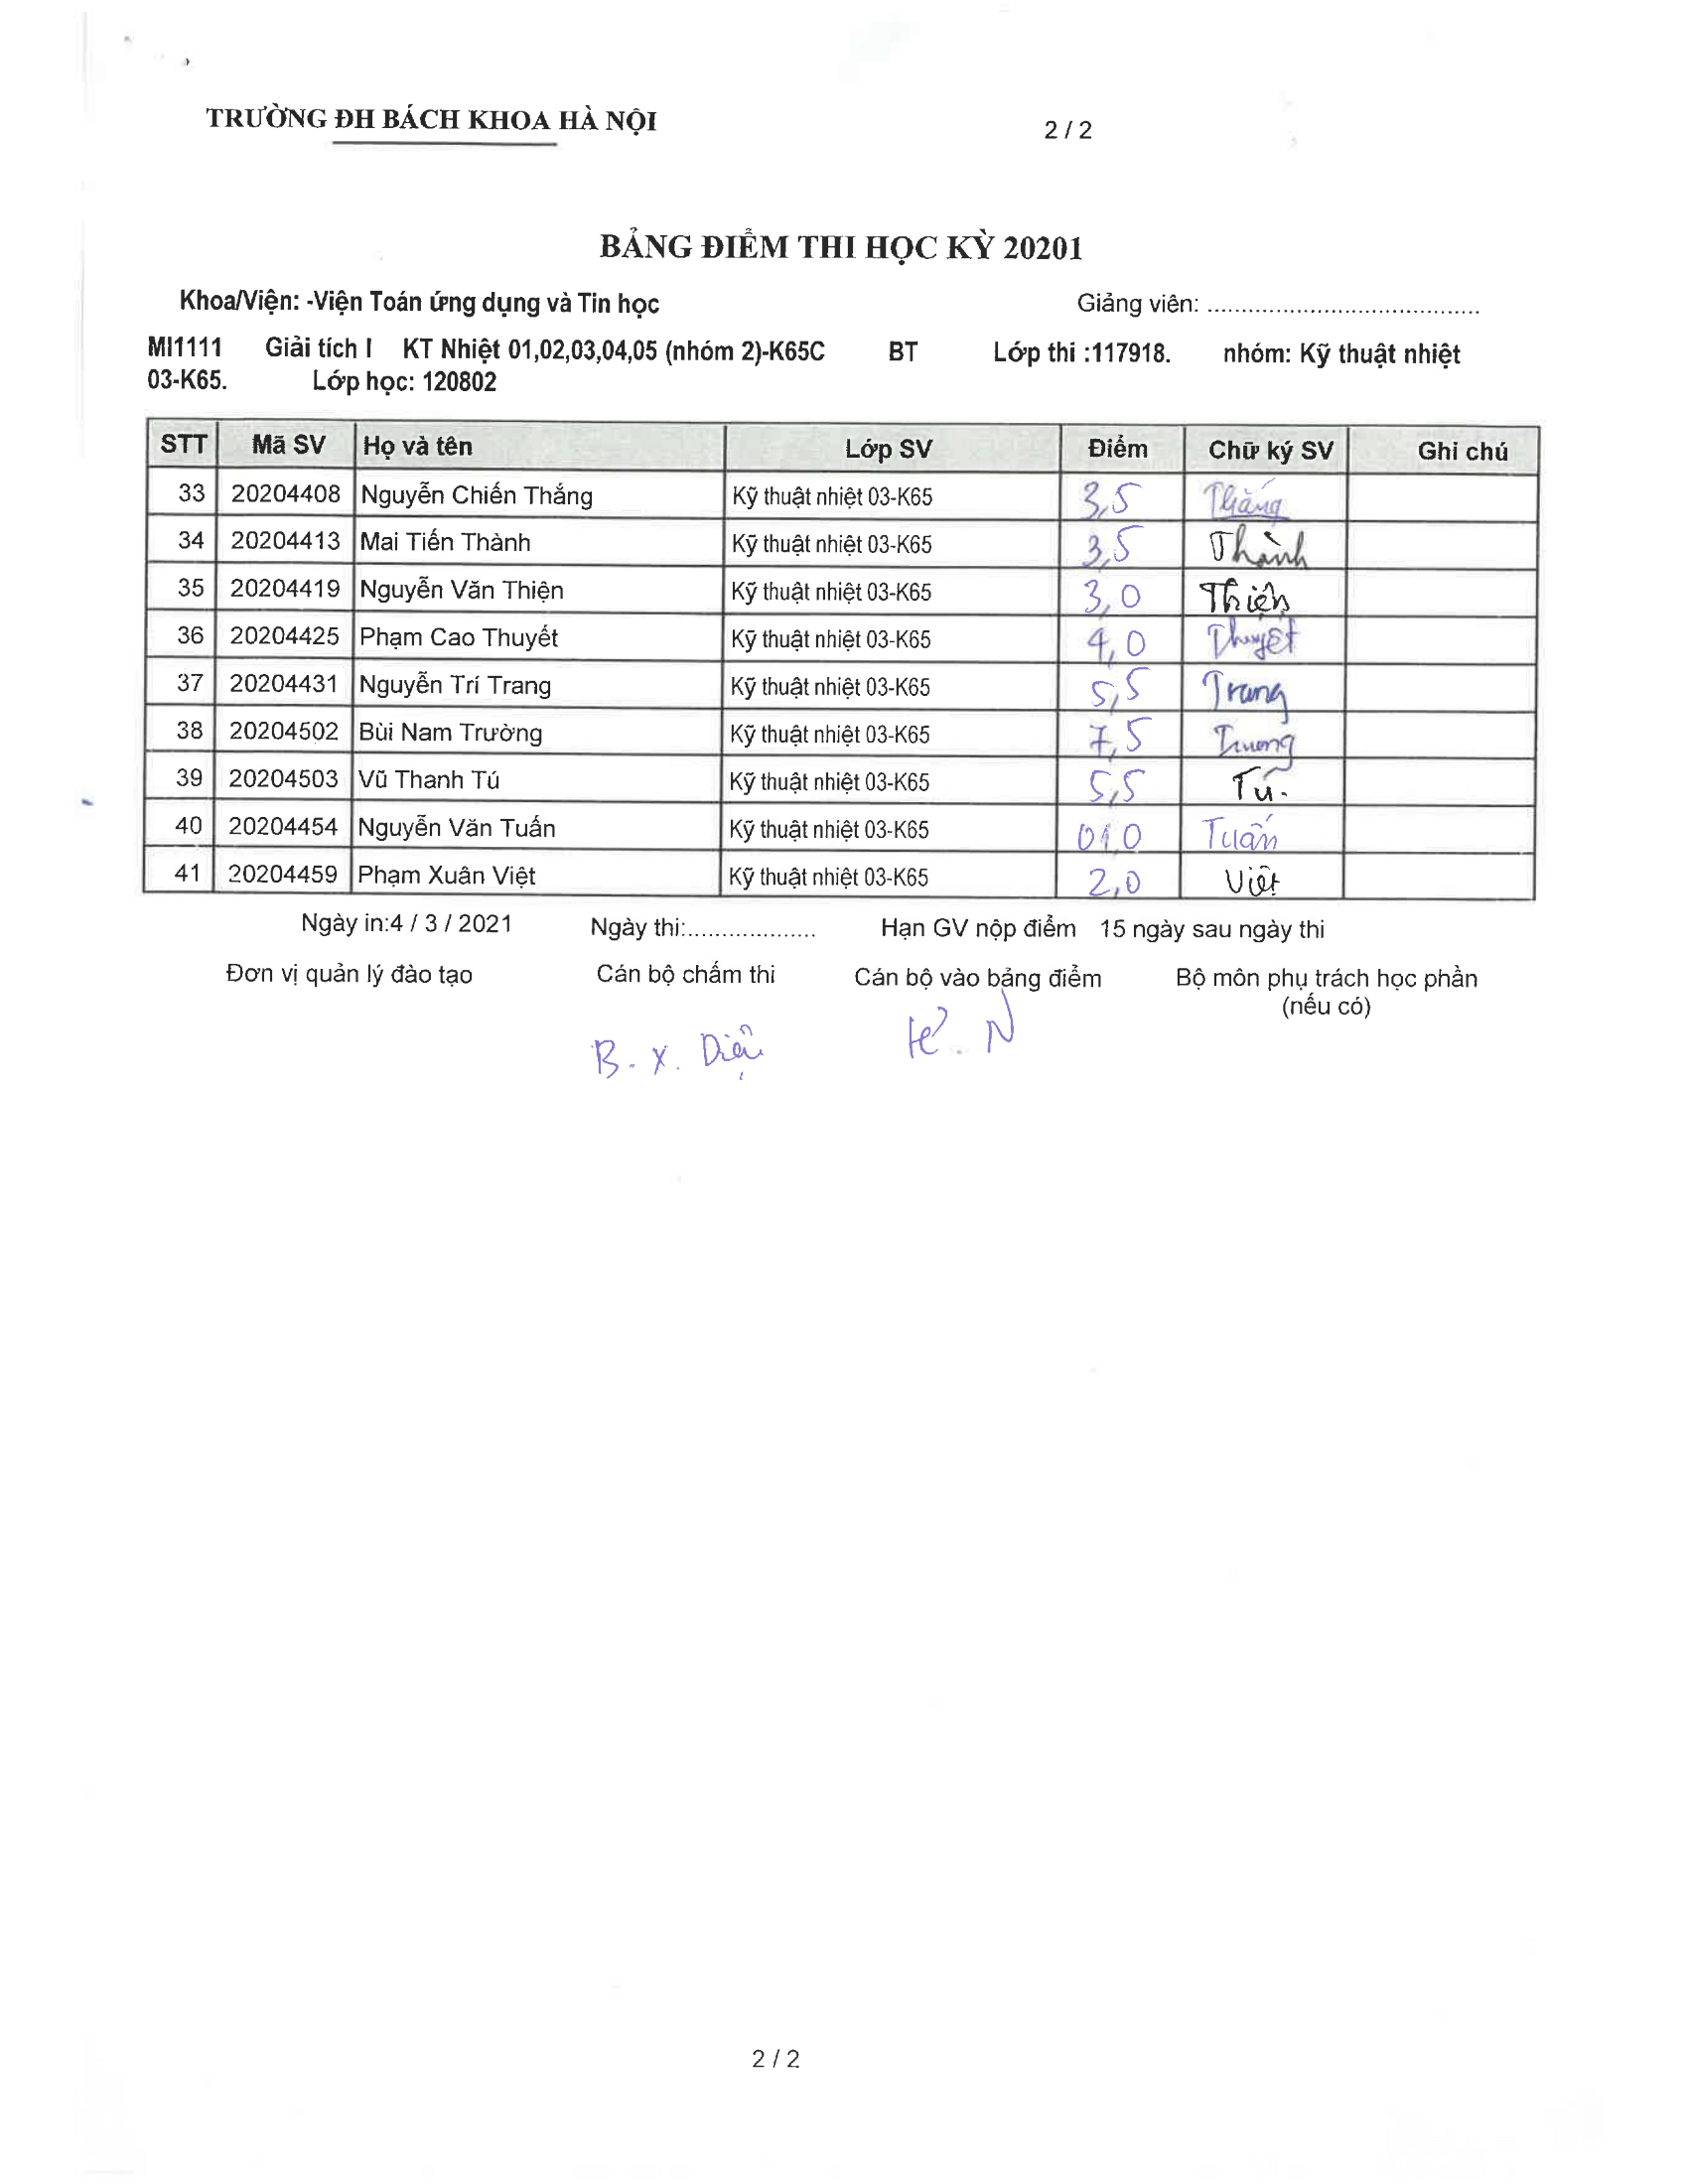 TRƯỜNG ĐH BÁCH KHOA HÀ NỘI
2 / 2
BẢNG ĐIỂM THI HỌC KỲ 20201
Khoa/Viện: -Viện Toán ứng dụng và Tin học Giảng viên: ........................................
MI1111 Giải tích I KT Nhiệt 01,02,03,04,05 (nhóm 2)-K65C BT Lớp thi :117918. nhóm: Kỹ thuật nhiệt
03-K65. Lớp học: 120802
STT Mã SV Họ và tên Lớp SV Điểm Chữ ký SV Ghi chú
33 20204408 Nguyễn Chiến Thắng Kỹ thuật nhiệt 03-K65 3,5 Thắng
34 20204413 Mai Tiến Thành Kỹ thuật nhiệt 03-K65 3,5 Thành
35 20204419 Nguyễn Văn Thiện Kỹ thuật nhiệt 03-K65 3,0 Thiện
36 20204425 Phạm Cao Thuyết Kỹ thuật nhiệt 03-K65 4,0 Thuyết
37 20204431 Nguyễn Trí Trang Kỹ thuật nhiệt 03-K65 5,5 Trang
38 20204502 Bùi Nam Trường Kỹ thuật nhiệt 03-K65 7,5 Truong
39 20204503 Vũ Thanh Tú Kỹ thuật nhiệt 03-K65 5,5 Tú.
40 20204454 Nguyễn Văn Tuấn Kỹ thuật nhiệt 03-K65 01,0 Tuấn
41 20204459 Phạm Xuân Việt Kỹ thuật nhiệt 03-K65 2,0 Việt
Ngày in:4 / 3 / 2021 Ngày thi:................... Hạn GV nộp điểm 15 ngày sau ngày thi
Đơn vị quản lý đào tạo Cán bộ chấm thi Cán bộ vào bảng điểm Bộ môn phụ trách học phần
(nếu có)
B. X. Diệu
2 / 2